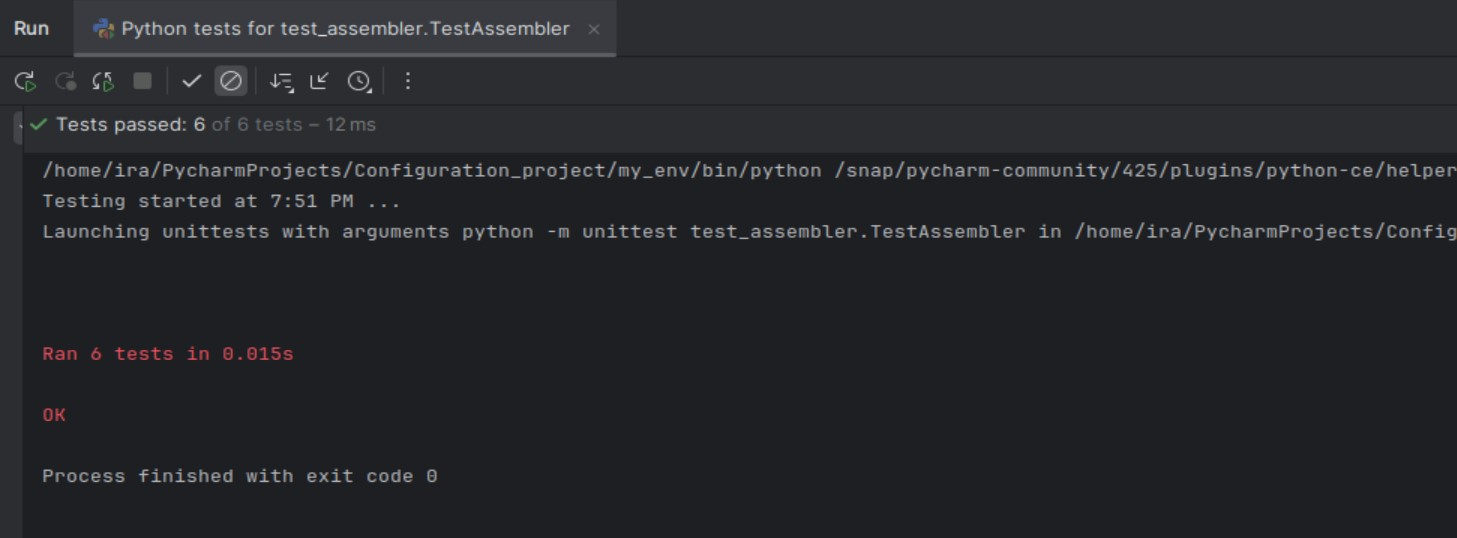 Run Python tests for test_assembler.TestAssembler
Tests passed: 6 of 6 tests – 12 ms
/home/ira/PycharmProjects/Configuration_project/my_env/bin/python /snap/pycharm-community/425/plugins/python-ce/helper
Testing started at 7:51 PM ...
Launching unittests with arguments python -m unittest test_assembler.TestAssembler in /home/ira/PycharmProjects/Config
Ran 6 tests in 0.015s
OK
Process finished with exit code 0